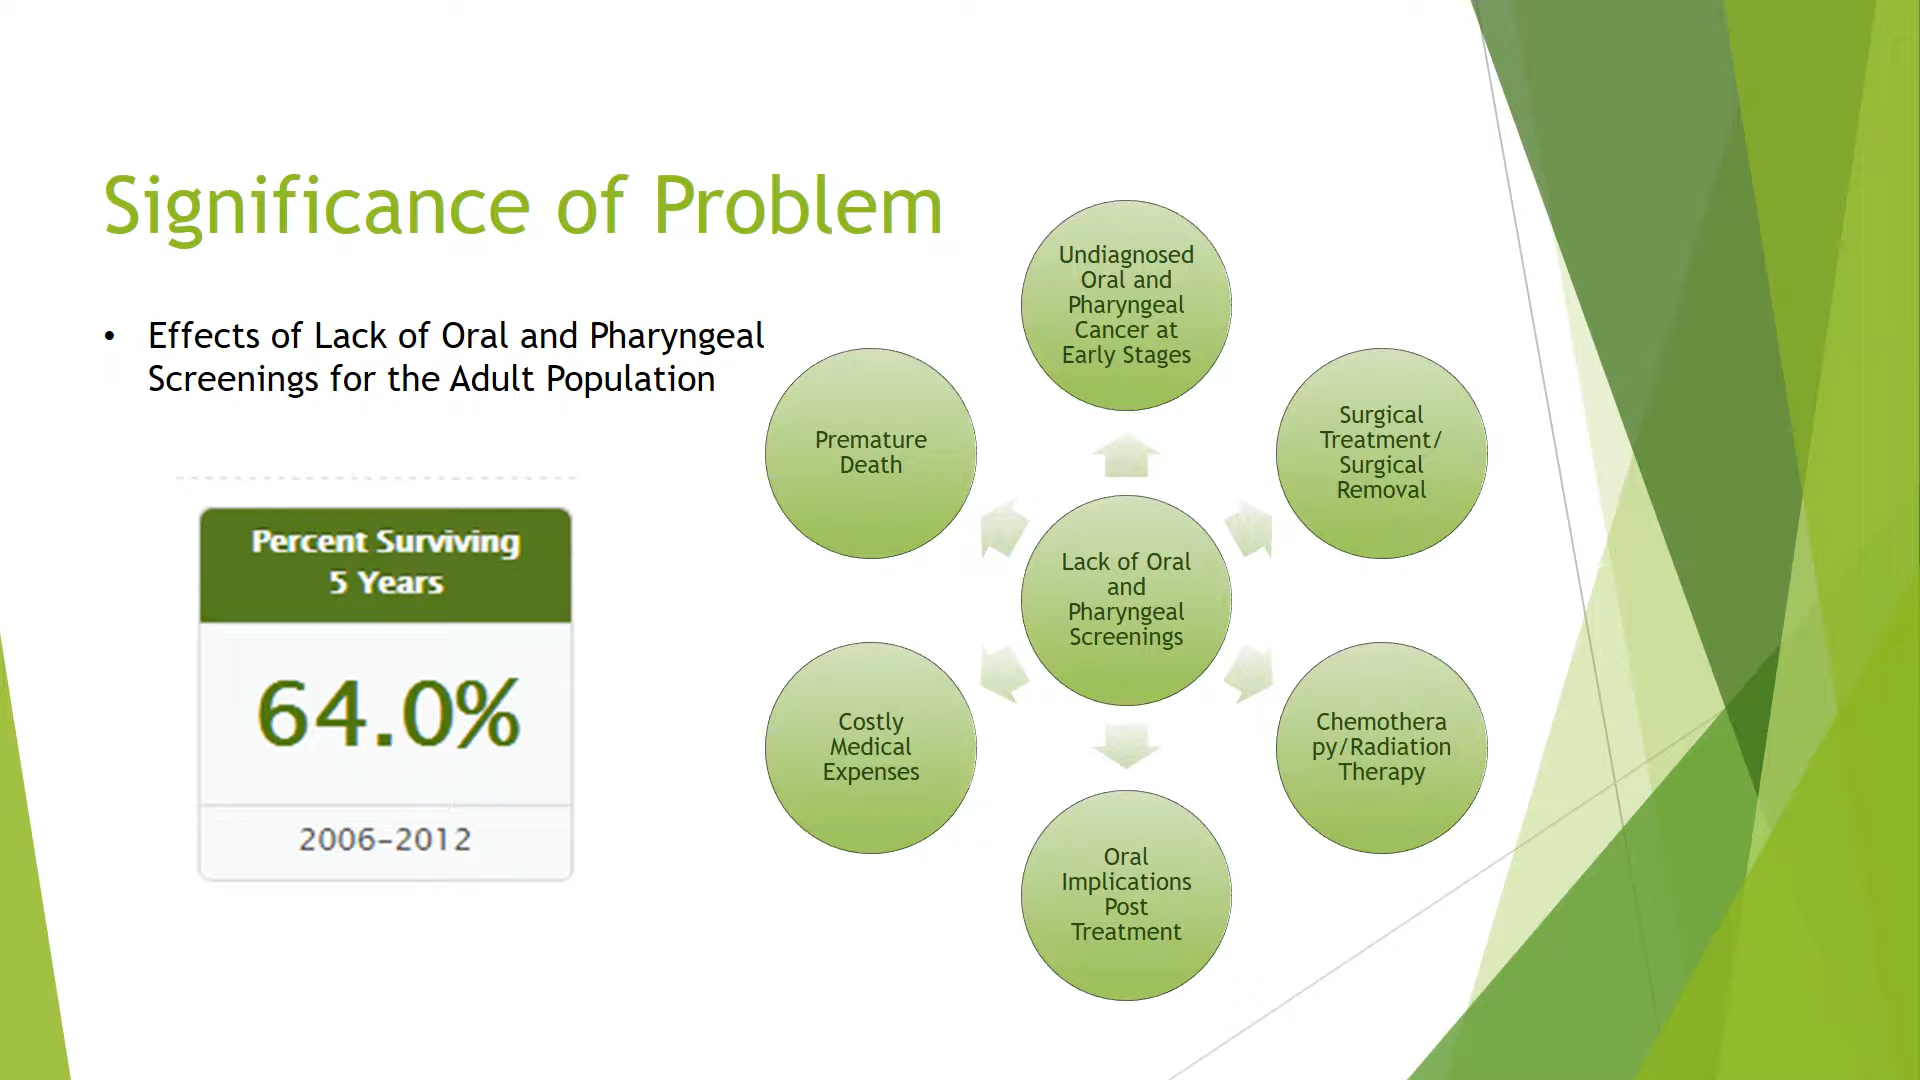 Significance of Problem
• Effects of Lack of Oral and Pharyngeal
Screenings for the Adult Population
Percent Surviving
5 Years
64.0%
2006-2012
Undiagnosed
Oral and
Pharyngeal
Cancer at
Early Stages
Surgical
Treatment/
Surgical
Removal
Chemothera
py/Radiation
Therapy
Oral
Implications
Post
Treatment
Costly
Medical
Expenses
Premature
Death
Lack of Oral
and
Pharyngeal
Screenings